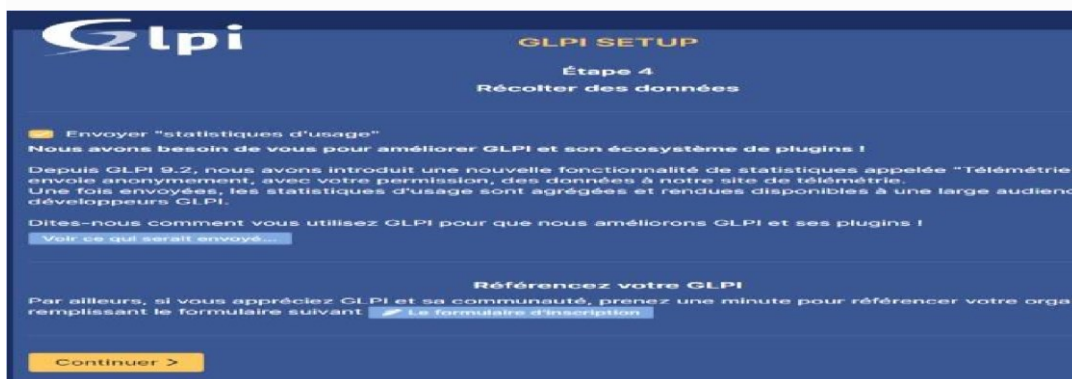 Glpi
GLPI SETUP
Étape 4
Récolter des données
Envoyer "statistiques d'usage"
Nous avons besoin de vous pour améliorer GLPI et son écosystème de plugins !
Depuis GLPI 9.2, nous avons introduit une nouvelle fonctionnalité de statistiques appelée "Télémétrie
envoie anonymement, avec votre permission, des données à notre site de télémétrie.
Une fois envoyées, les statistiques d'usage sont agrégées et rendues disponibles à une large audienc
développeurs GLPI.
Dites-nous comment vous utilisez GLPI pour que nous améliorons GLPI et ses plugins !
Voir ce qui serait envoyé...
Référencez votre GLPI
Par ailleurs, si vous appréciez GLPI et sa communauté, prenez une minute pour référencer votre orga
remplissant le formulaire suivant Le formulaire d'inscription
Continuer >